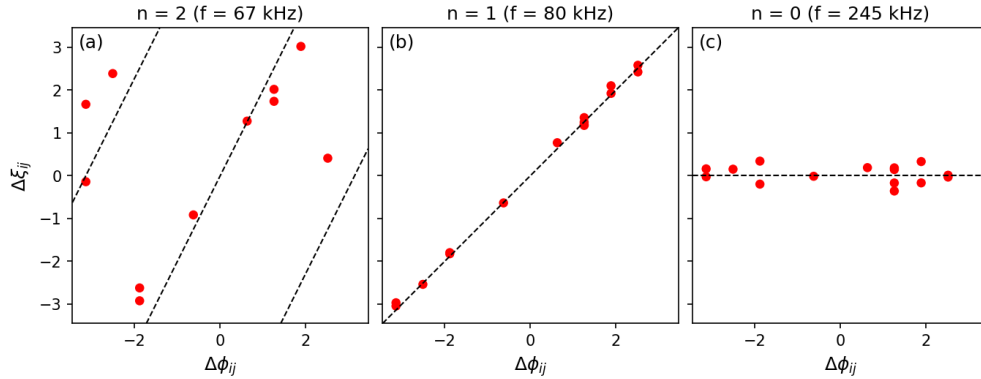 n = 2 (f = 67 kHz)
n = 1 (f = 80 kHz)
n = 0 (f = 245 kHz)
(a)
(b)
(c)
3
2
1
0
−1
−2
−3
Δξij
−2 0 2
−2 0 2
−2 0 2
Δϕij
Δϕij
Δϕij